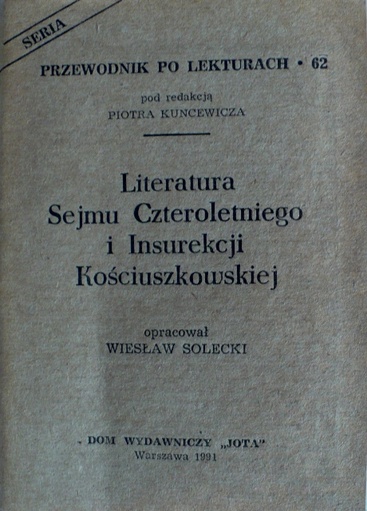 SERIA
PRZEWODNIK PO LEKTURACH • 62
pod redakcją
PIOTRA KUNCEWICZA
Literatura
Sejmu Czteroletniego
i Insurekcji
Kościuszkowskiej
opracował
WIESŁAW SOLECKI
DOM WYDAWNICZY „JOTA”
Warszawa 1991